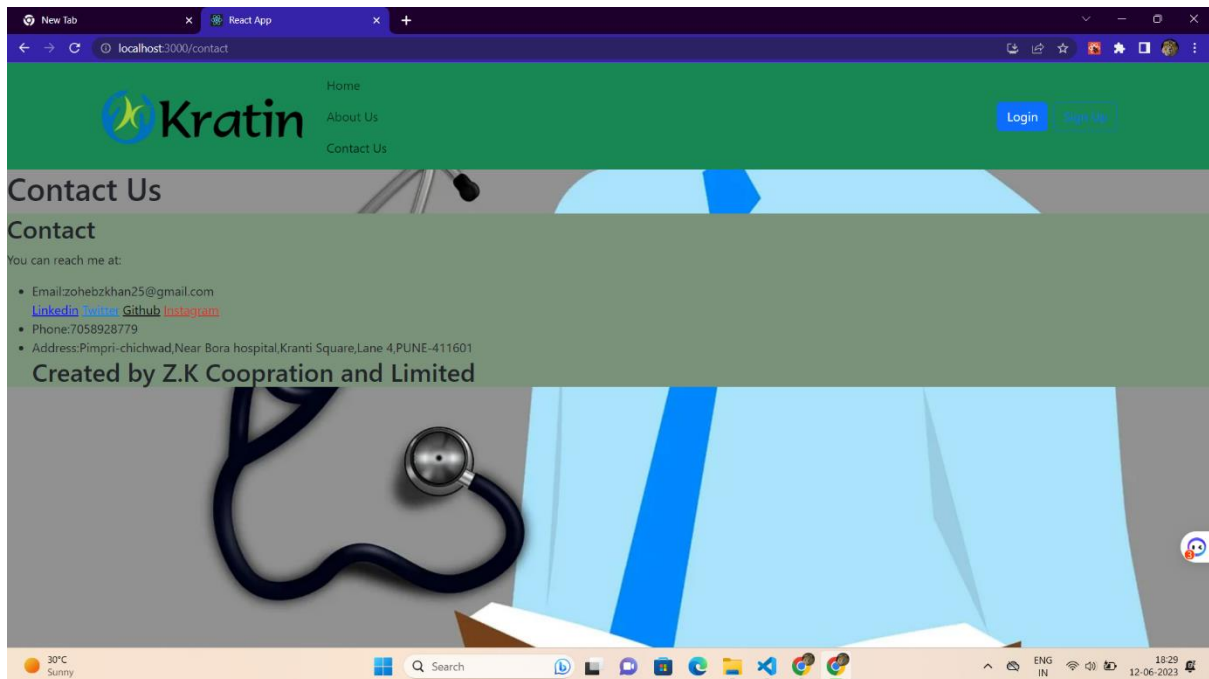 New Tab
React App
localhost:3000/contact
Kratin
Home
About Us
Contact Us
Login Sign Up
Contact Us
Contact
You can reach me at:
Email:zohebzkhan25@gmail.com
Linkedin Twitter Github Instagram
Phone:7058928779
Address:Pimpri-chichwad,Near Bora hospital,Kranti Square,Lane 4,PUNE-411601
Created by Z.K Coopration and Limited
3
30°C
Sunny
Search
ENG
IN
18:29
12-06-2023